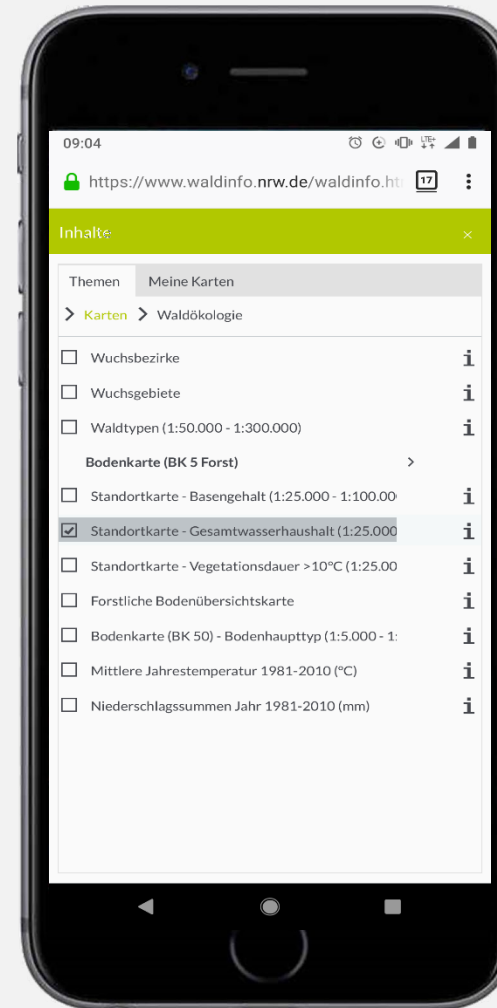 09:04
LTE+
https://www.waldinfo.nrw.de/waldinfo.ht
17
Inhalte
×
Themen Meine Karten
Karten Waldökologie
Wuchsbezirke i
Wuchsgebiete i
Waldtypen (1:50.000 - 1:300.000) i
Bodenkarte (BK 5 Forst)
Standortkarte - Basengehalt (1:25.000 - 1:100.00 i
Standortkarte - Gesamtwasserhaushalt (1:25.000 i
Standortkarte - Vegetationsdauer >10°C (1:25.00 i
Forstliche Bodenübersichtskarte i
Bodenkarte (BK 50) - Bodenhaupttyp (1:5.000 - 1: i
Mittlere Jahrestemperatur 1981-2010 (°C) i
Niederschlagssummen Jahr 1981-2010 (mm) i